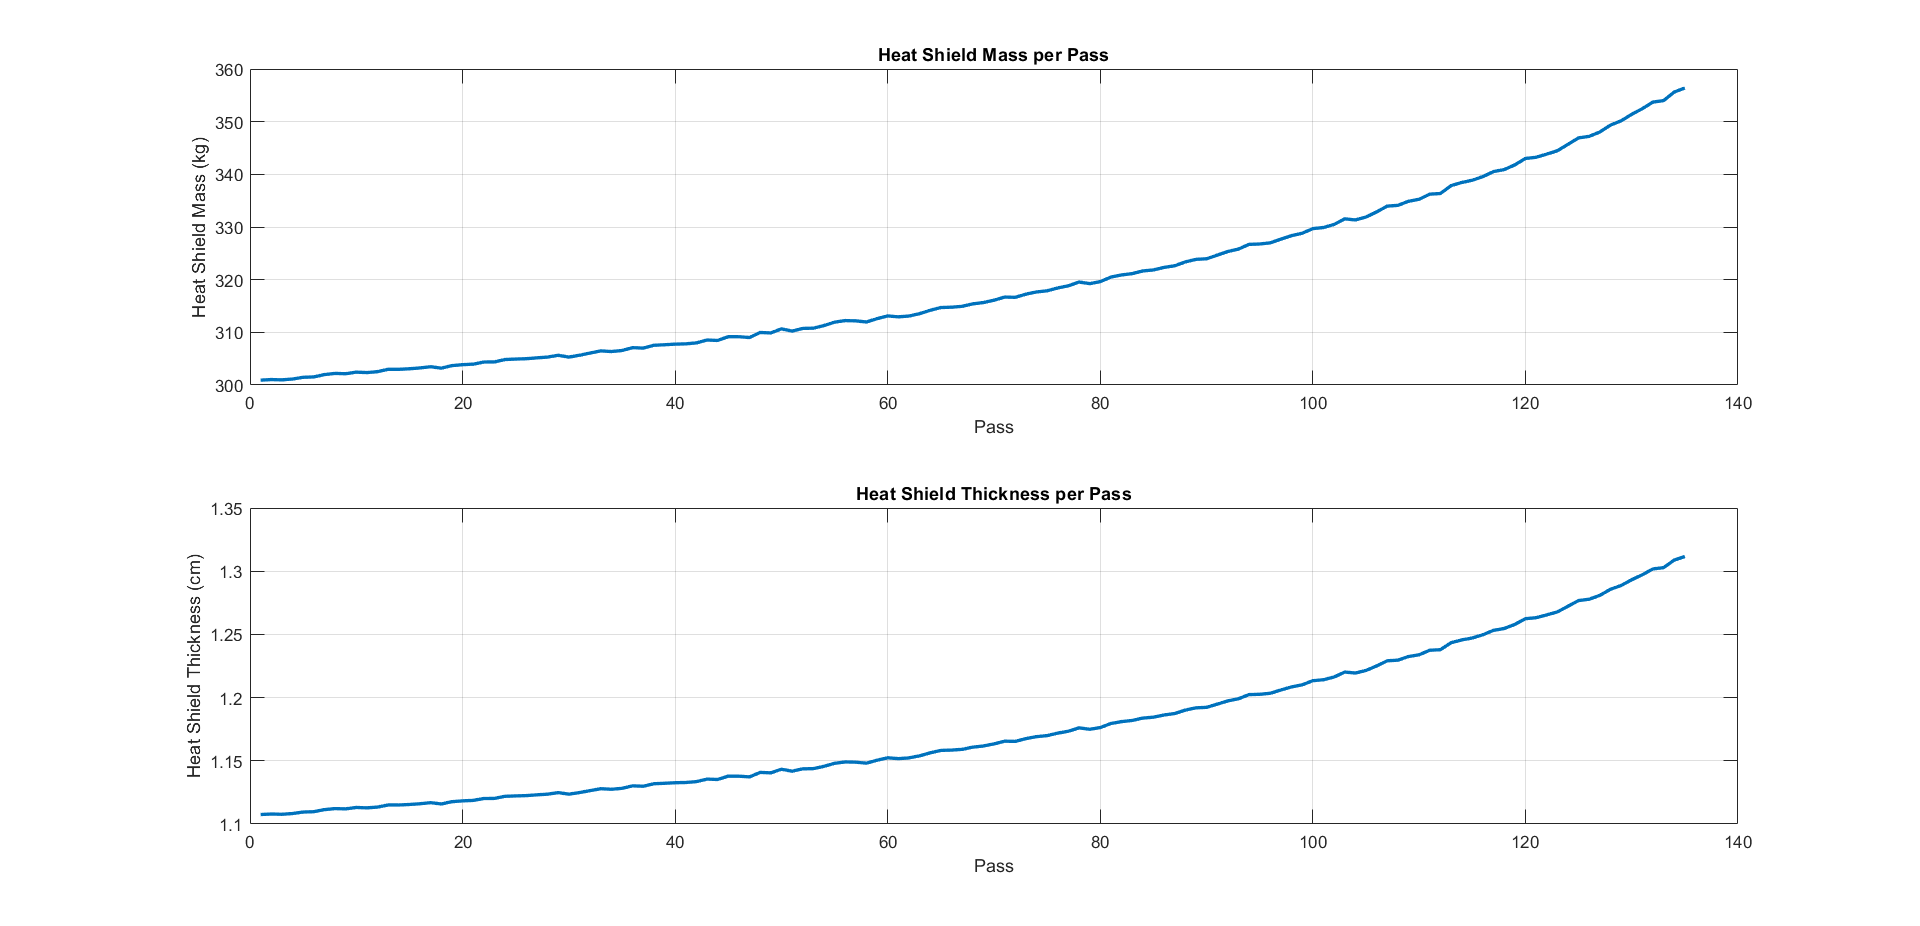 Heat Shield Mass per Pass
360
350
340
330
320
310
300
Heat Shield Mass (kg)
0 20 40 60 80 100 120 140
Pass
Heat Shield Thickness per Pass
1.35
1.3
1.25
1.2
1.15
1.1
Heat Shield Thickness (cm)
0 20 40 60 80 100 120 140
Pass